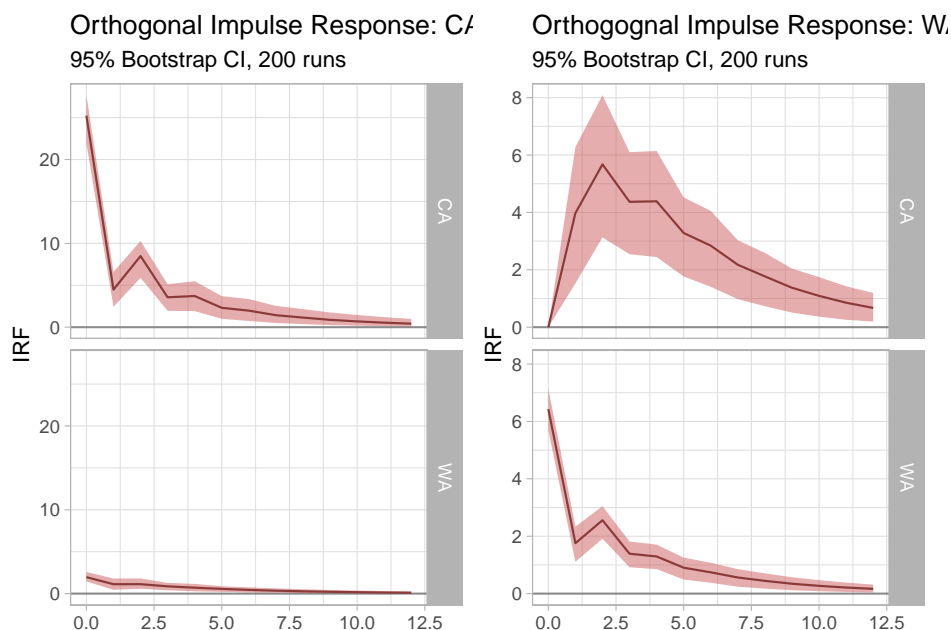 Orthogonal Impulse Response: CA
95% Bootstrap CI, 200 runs
IRF
20
10
0
CA
20
10
0
WA
0.0 2.5 5.0 7.5 10.0 12.5
Orthogognal Impulse Response: WA
95% Bootstrap CI, 200 runs
IRF
8
6
4
2
0
CA
8
6
4
2
0
WA
0.0 2.5 5.0 7.5 10.0 12.5